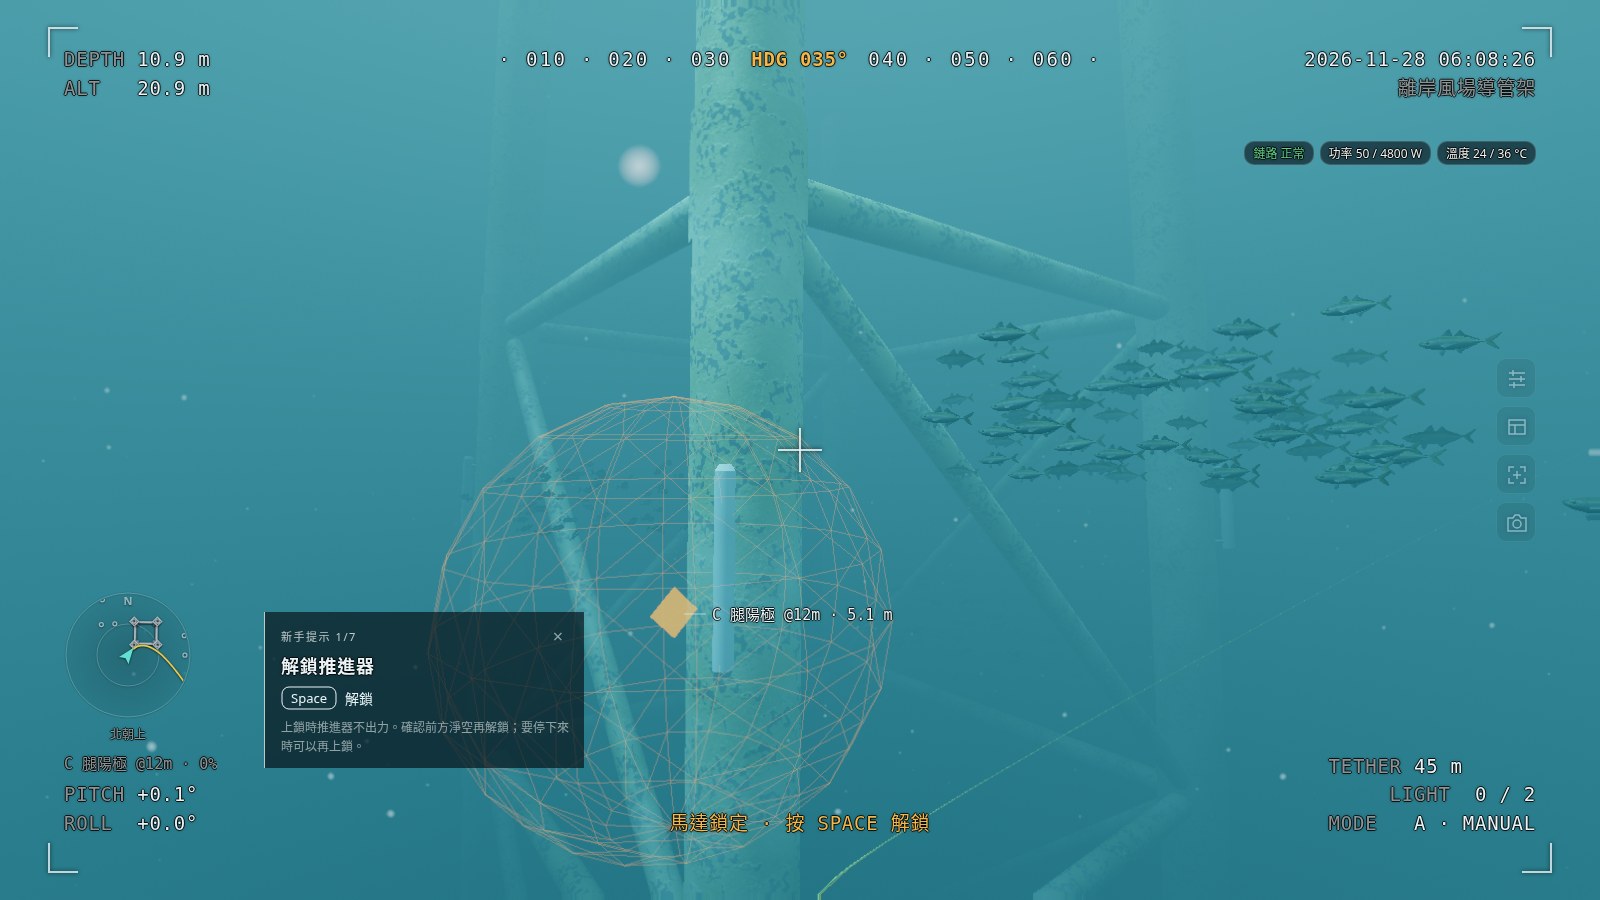 DEPTH 10.9 m
ALT 20.9 m
· 010 · 020 · 030 HDG 035° 040 · 050 · 060 ·
2026-11-28 06:08:26
離岸風場導管架
鏈路 正常 功率 50 / 4800 W 溫度 24 / 36 °C
C 腿陽極 @12m · 5.1 m
N
北朝上
新手提示 1/7 ×
解鎖推進器
Space 解鎖
上鎖時推進器不出力。確認前方淨空再解鎖；要停下來
時可以再上鎖。
C 腿陽極 @12m · 0%
PITCH +0.1°
ROLL +0.0°
馬達鎖定 · 按 SPACE 解鎖
TETHER 45 m
LIGHT 0 / 2
MODE A · MANUAL